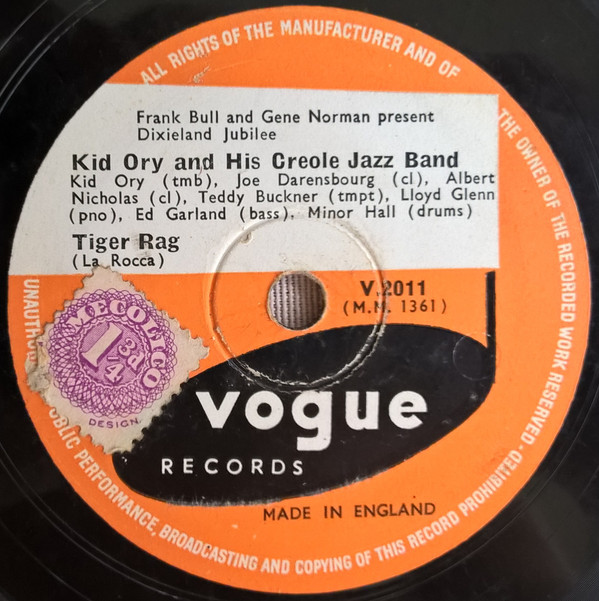 ALL RIGHTS OF THE MANUFACTURER AND OF THE OWNER OF THE RECORDED WORK RESERVED · PROHIBITED
UNAUTHO
PUBLIC PERFORMANCE, BROADCASTING AND COPYING OF THIS RECORD
Frank Bull and Gene Norman present
Dixieland Jubilee
Kid Ory and His Creole Jazz Band
Kid Ory (tmb), Joe Darensbourg (cl), Albert
Nicholas (cl), Teddy Buckner (tmpt), Lloyd Glenn
(pno), Ed Garland (bass), Minor Hall (drums)
Tiger Rag
(La Rocca)
V.2011
(M.N. 1361)
MECOLICO
1 3/4d
DESIGN.
vogue
RECORDS
MADE IN ENGLAND